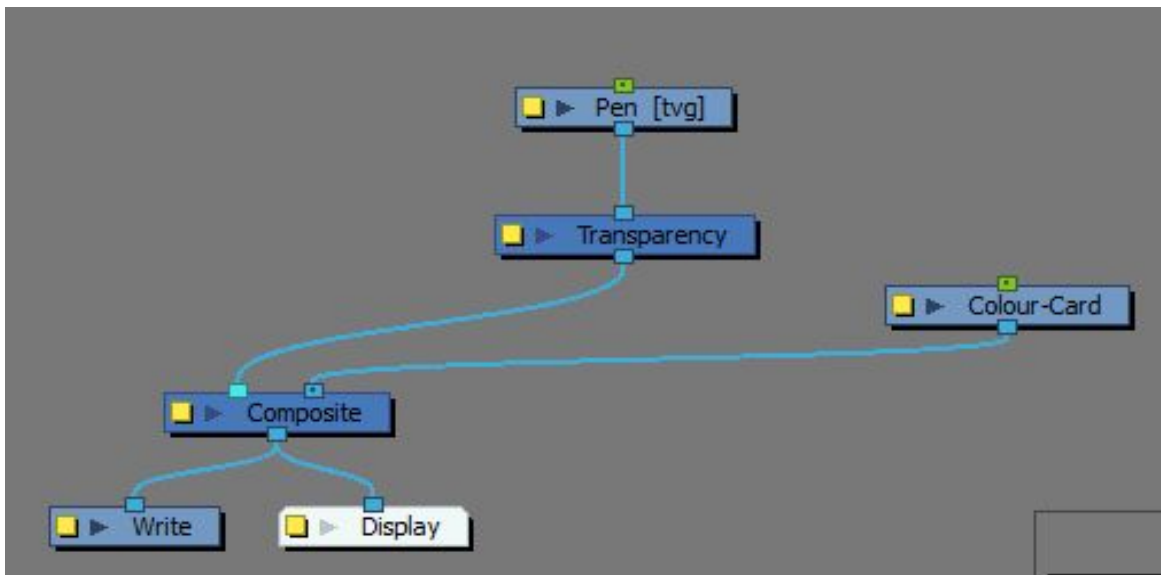 Pen [tvg]
Transparency
Colour-Card
Composite
Write
Display